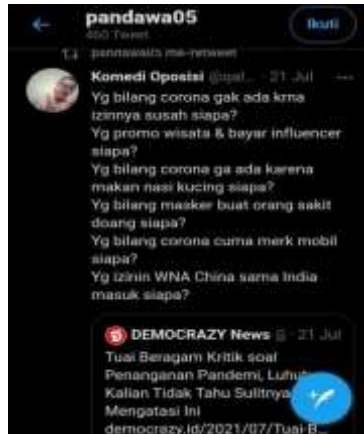 pandawa05
Ikuti
460 Tweet
pandawa05 me-retweet
Komedi Oposisi · 21 Jul
Yg bilang corona gak ada krna
izinnya susah siapa?
Yg promo wisata & bayar influencer
siapa?
Yg bilang corona ga ada karena
makan nasi kucing siapa?
Yg bilang masker buat orang sakit
doang siapa?
Yg bilang corona cuma merk mobil
siapa?
Yg izinin WNA China sama India
masuk siapa?
DEMOCRAZY News · 21 Jul
Tuai Beragam Kritik soal
Penanganan Pandemi, Luhut:
Kalian Tidak Tahu Sulitnya
Mengatasi Ini
democrazy.id/2021/07/Tuai-B...